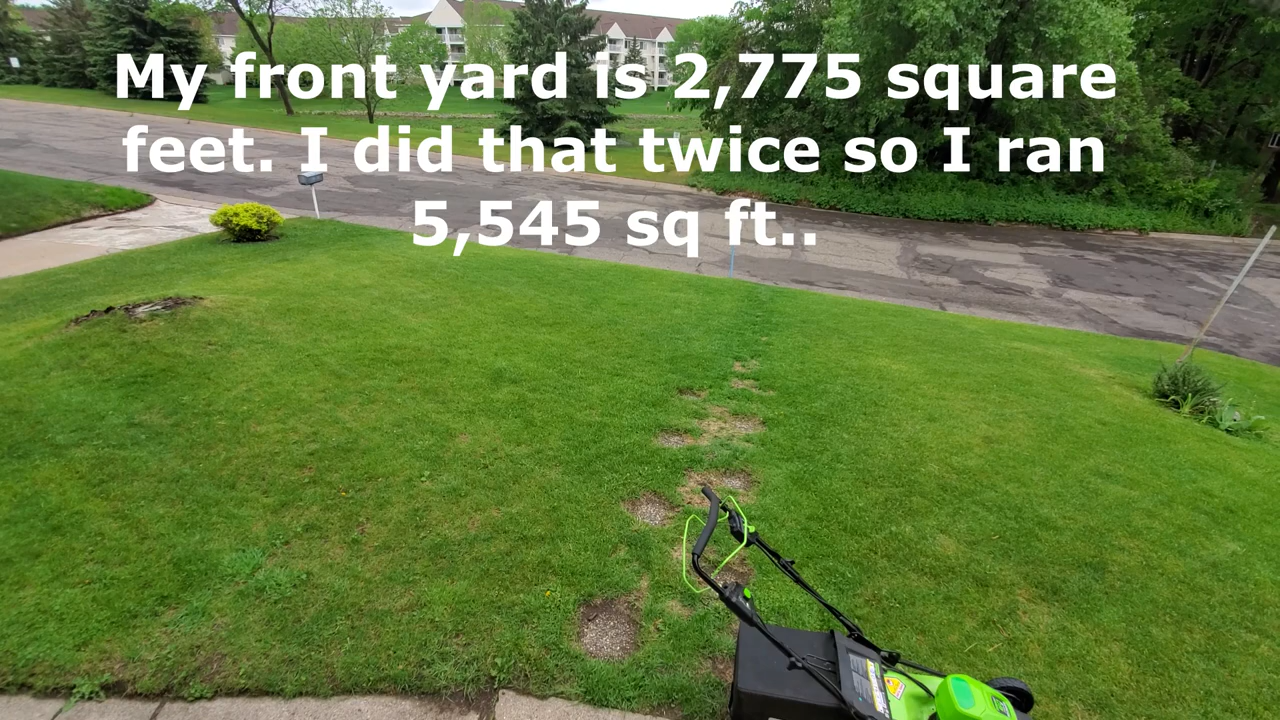 My front yard is 2,775 square
feet. I did that twice so I ran
5,545 sq ft..